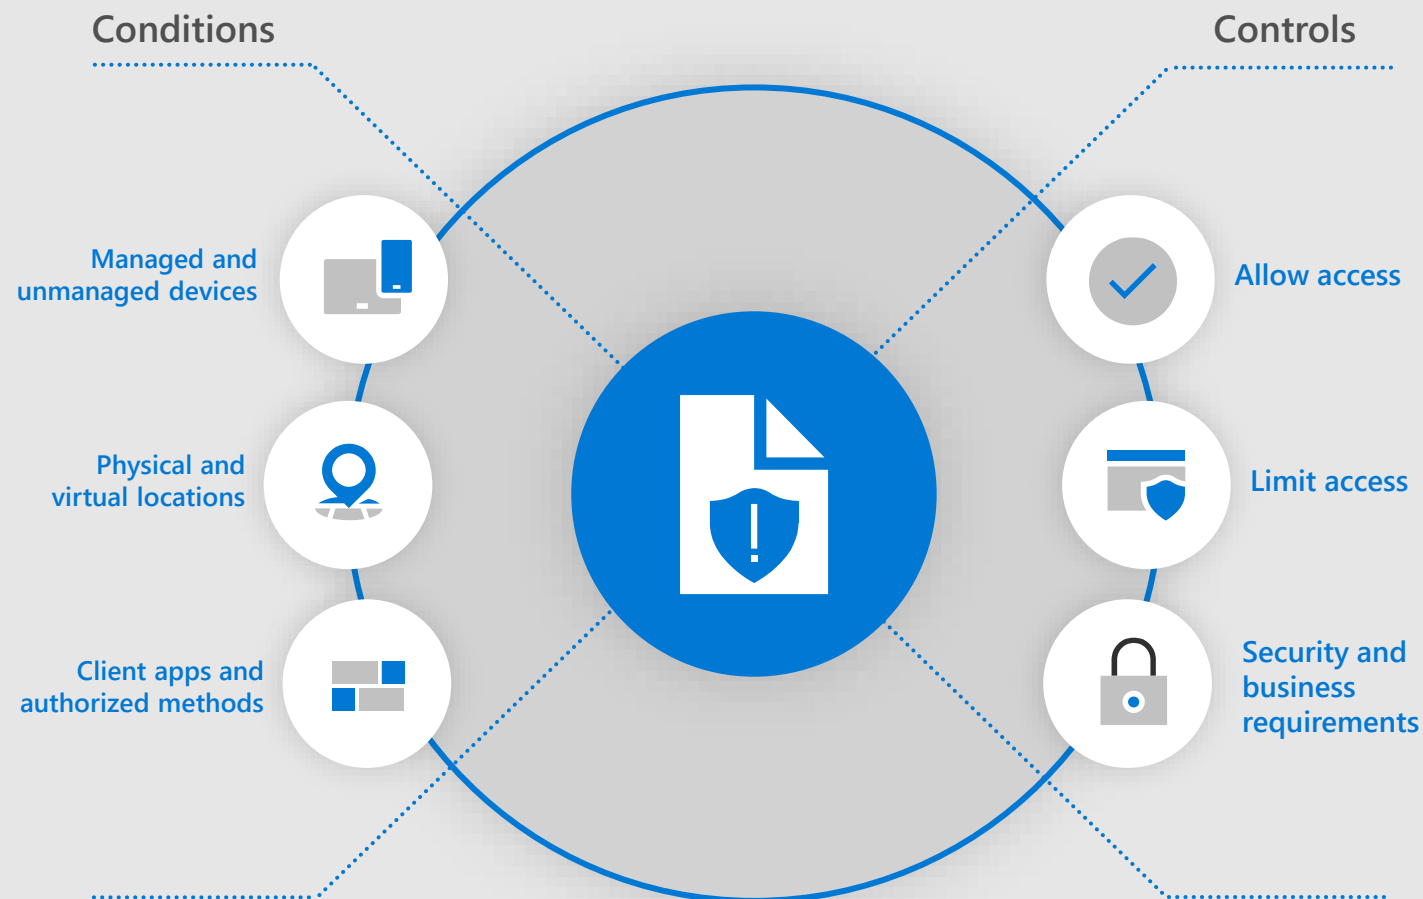 Conditions
Controls
Managed and
unmanaged devices
Physical and
virtual locations
Client apps and
authorized methods
Allow access
Limit access
Security and
business
requirements